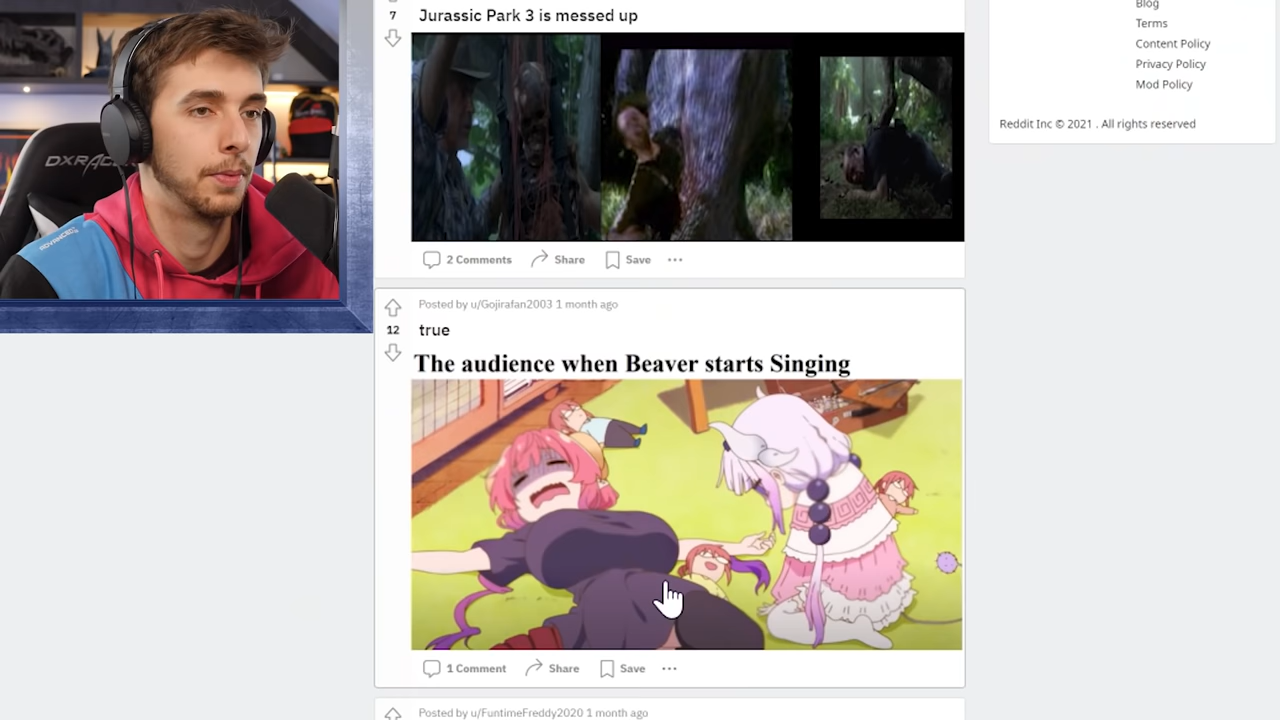 7
Jurassic Park 3 is messed up
2 Comments
Share
Save
Posted by u/Gojirafan2003 1 month ago
12
true
The audience when Beaver starts Singing
1 Comment
Share
Save
Posted by u/FuntimeFreddy2020 1 month ago
Blog
Terms
Content Policy
Privacy Policy
Mod Policy
Reddit Inc © 2021 . All rights reserved